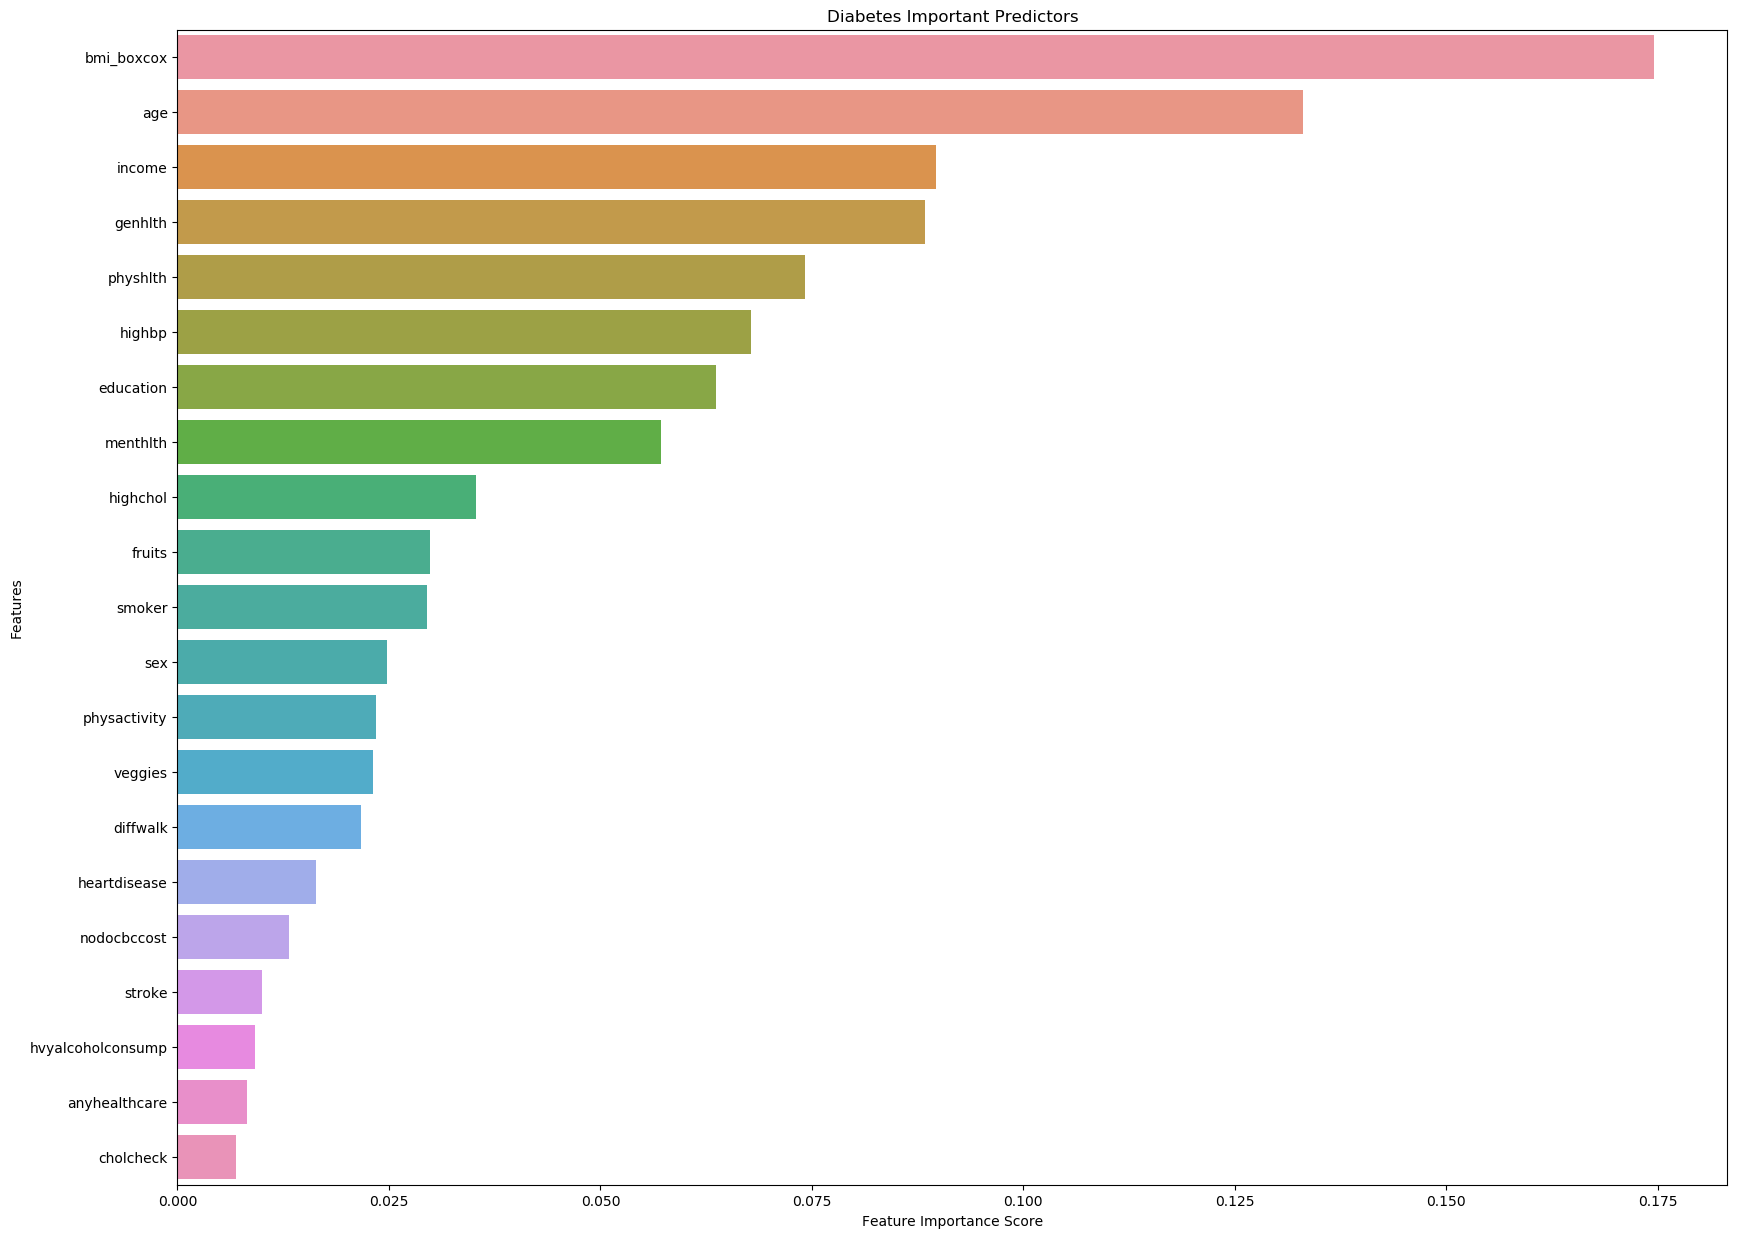 Diabetes Important Predictors
bmi_boxcox
age
income
genhlth
physhlth
highbp
education
menthlth
highchol
fruits
smoker
sex
physactivity
veggies
diffwalk
heartdisease
nodocbccost
stroke
hvyalcoholconsump
anyhealthcare
cholcheck
Features
0.000 0.025 0.050 0.075 0.100 0.125 0.150 0.175
Feature Importance Score